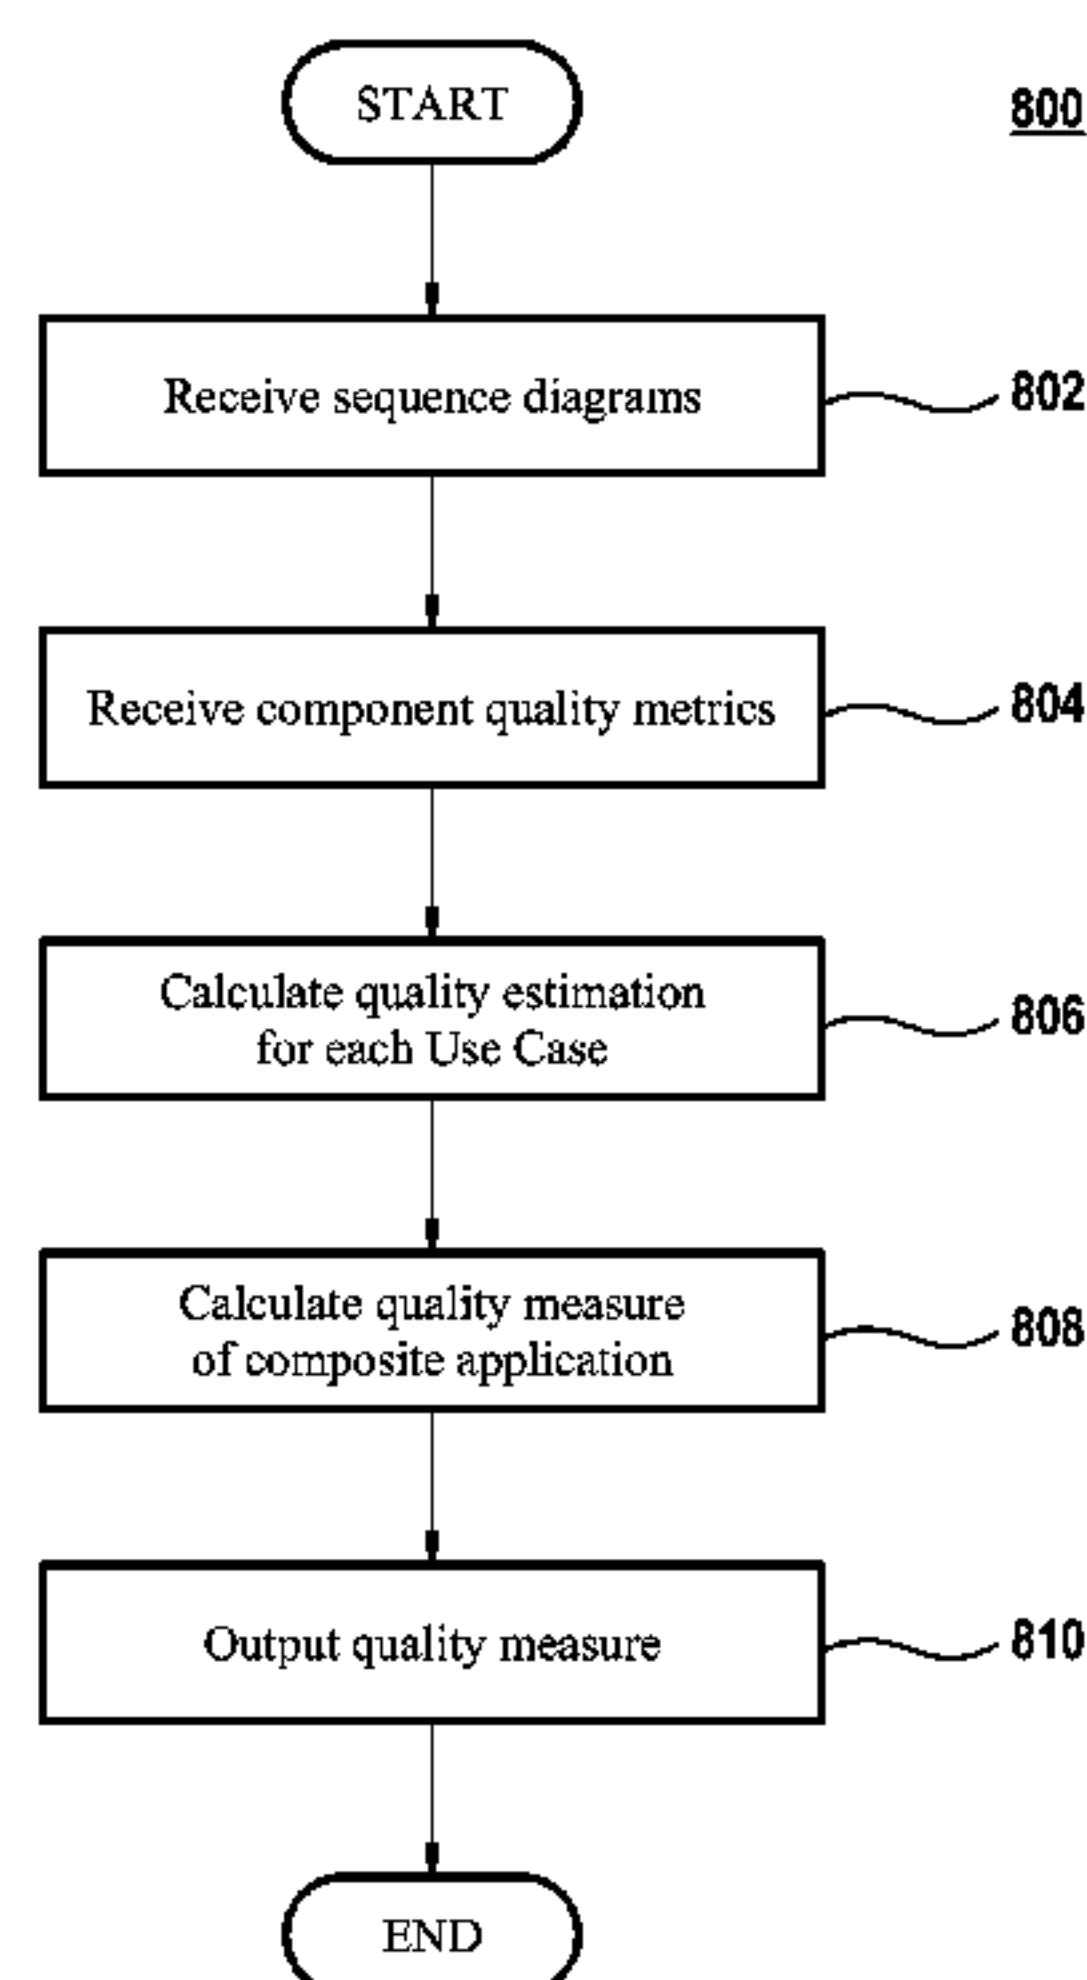 START
800
Receive sequence diagrams
802
Receive component quality metrics
804
Calculate quality estimation
for each Use Case
806
Calculate quality measure
of composite application
808
Output quality measure
810
END